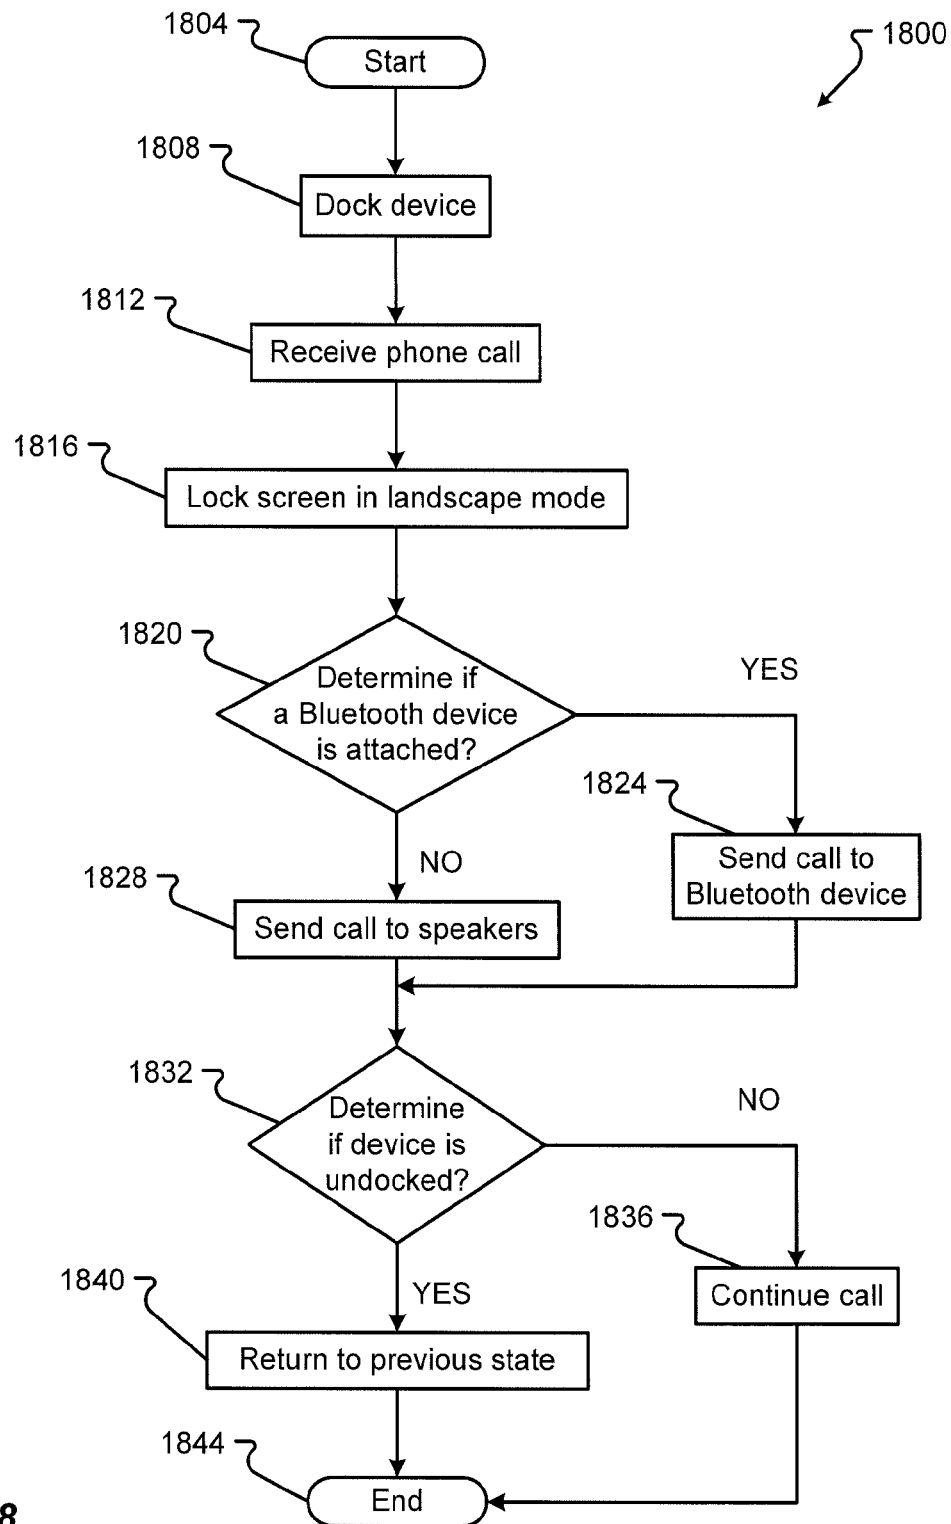 1804
Start
1800
1808
Dock device
1812
Receive phone call
1816
Lock screen in landscape mode
1820
Determine if
a Bluetooth device
is attached?
YES
1824
Send call to
Bluetooth device
NO
1828
Send call to speakers
1832
Determine
if device is
undocked?
NO
1836
Continue call
YES
1840
Return to previous state
1844
End
8